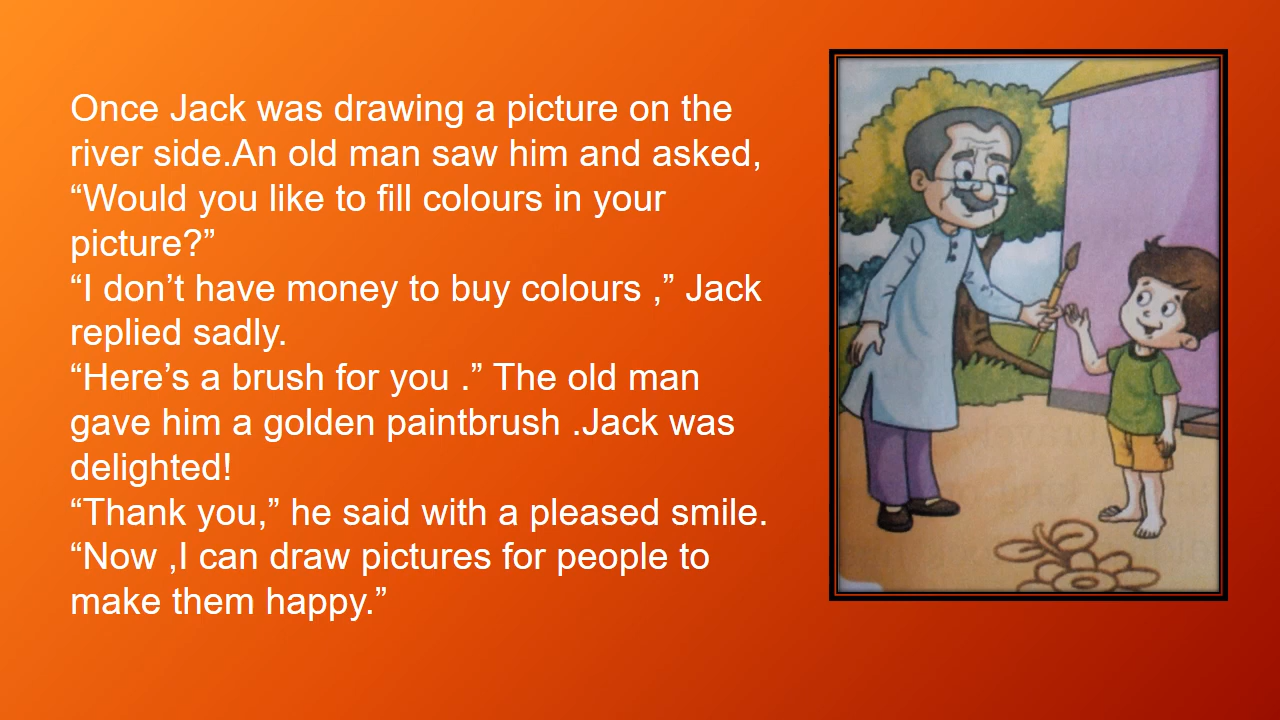 Once Jack was drawing a picture on the
river side.An old man saw him and asked,
“Would you like to fill colours in your
picture?”
“I don’t have money to buy colours ,” Jack
replied sadly.
“Here’s a brush for you .” The old man
gave him a golden paintbrush .Jack was
delighted!
“Thank you,” he said with a pleased smile.
“Now ,I can draw pictures for people to
make them happy.”